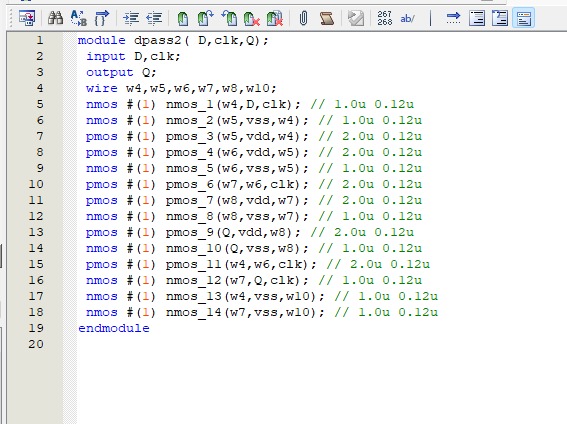 267
268 ab/
1 module dpass2( D,clk,Q);
2 input D,clk;
3 output Q;
4 wire w4,w5,w6,w7,w8,w10;
5 nmos #(1) nmos_1(w4,D,clk); // 1.0u 0.12u
6 nmos #(1) nmos_2(w5,vss,w4); // 1.0u 0.12u
7 pmos #(1) pmos_3(w5,vdd,w4); // 2.0u 0.12u
8 pmos #(1) pmos_4(w6,vdd,w5); // 2.0u 0.12u
9 nmos #(1) nmos_5(w6,vss,w5); // 1.0u 0.12u
10 pmos #(1) pmos_6(w7,w6,clk); // 2.0u 0.12u
11 pmos #(1) pmos_7(w8,vdd,w7); // 2.0u 0.12u
12 nmos #(1) nmos_8(w8,vss,w7); // 1.0u 0.12u
13 pmos #(1) pmos_9(Q,vdd,w8); // 2.0u 0.12u
14 nmos #(1) nmos_10(Q,vss,w8); // 1.0u 0.12u
15 pmos #(1) pmos_11(w4,w6,clk); // 2.0u 0.12u
16 nmos #(1) nmos_12(w7,Q,clk); // 1.0u 0.12u
17 nmos #(1) nmos_13(w4,vss,w10); // 1.0u 0.12u
18 nmos #(1) nmos_14(w7,vss,w10); // 1.0u 0.12u
19 endmodule
20